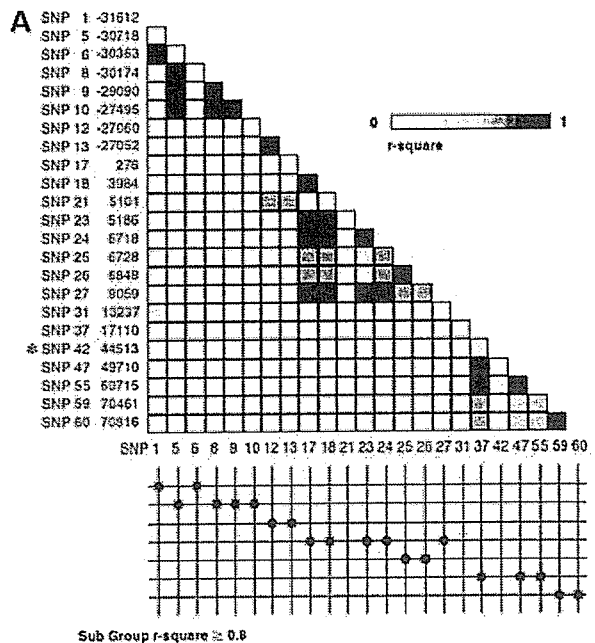 A
SNP 1 -31612
SNP 5 -30718
SNP 6 -30353
SNP 8 -30174
SNP 9 -29090
SNP 10 -27495
SNP 12 -27060
SNP 13 -27052
SNP 17 276
SNP 18 3984
SNP 21 5101
SNP 23 5186
SNP 24 6718
SNP 25 6728
SNP 26 6848
SNP 27 9059
SNP 31 13237
SNP 37 17110
* SNP 42 44513
SNP 47 49710
SNP 55 60715
SNP 59 70461
SNP 60 70816
0 1
r-square
SNP 1 5 6 8 9 10 12 13 17 18 21 23 24 25 26 27 31 37 42 47 55 59 60
Sub Group r-square ≥ 0.8